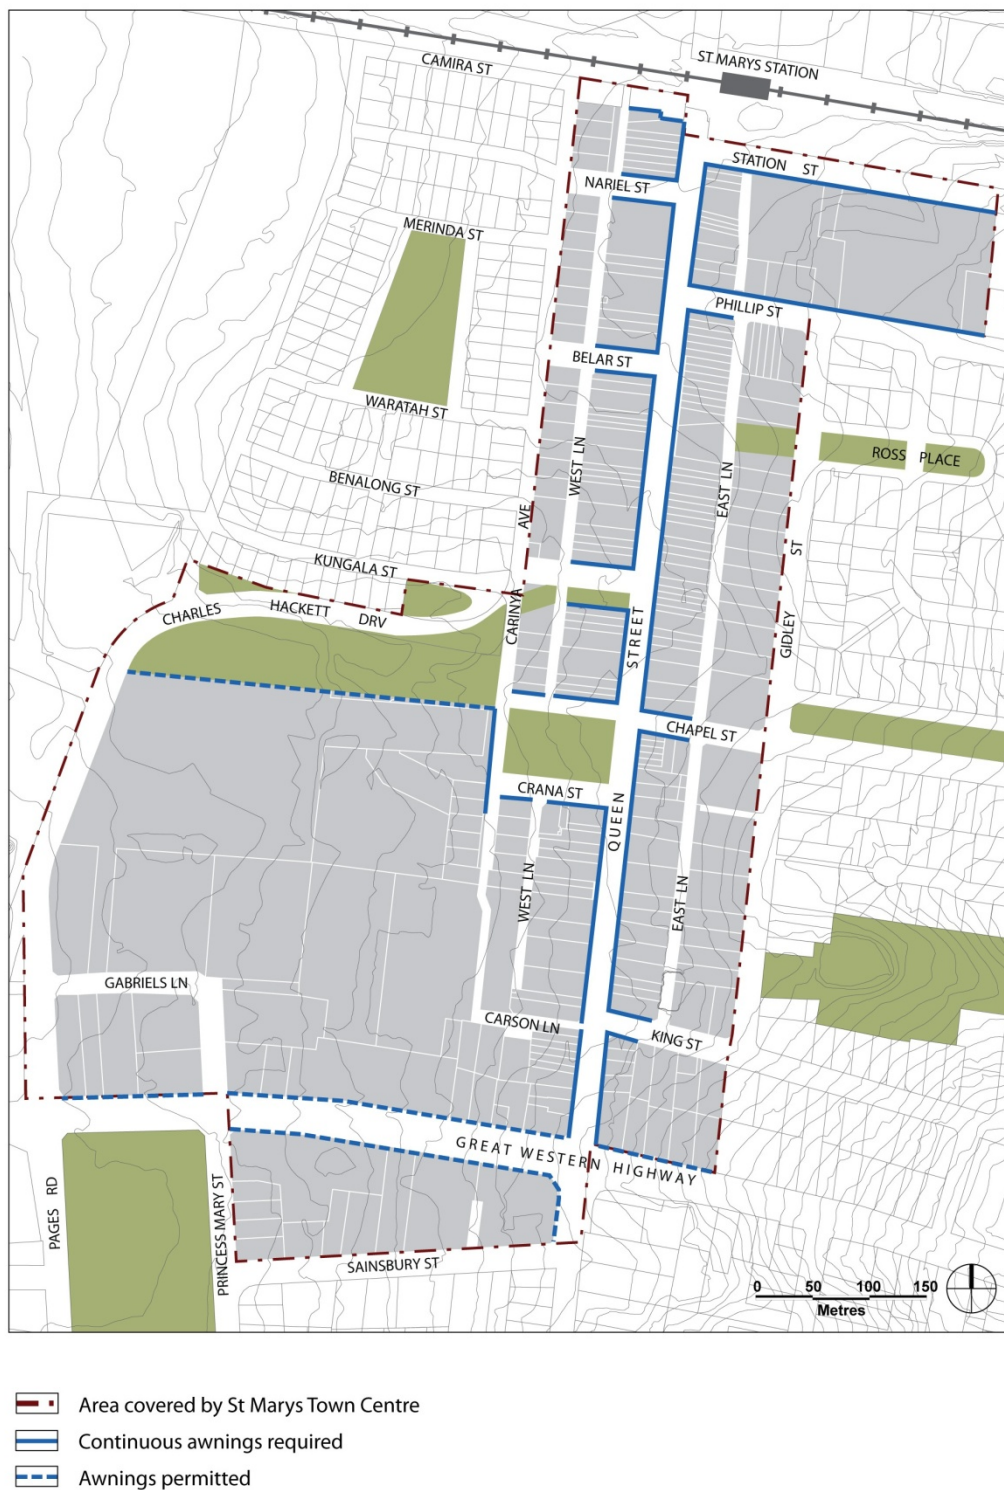 CAMIRA ST
ST MARYS STATION
STATION ST
NARIEL ST
MERINDA ST
PHILLIP ST
BELAR ST
WARATAH ST
ROSS PLACE
WEST LN
EAST LN
BENALONG ST
CARINYA AVE
GIDLEY ST
KUNGALA ST
CHARLES HACKETT DRV
QUEEN STREET
CHAPEL ST
CRANA ST
WEST LN
EAST LN
GABRIELS LN
CARSON LN
KING ST
GREAT WESTERN HIGHWAY
PAGES RD
PRINCESS MARY ST
SAINSBURY ST
0 50 100 150
Metres
Area covered by St Marys Town Centre
Continuous awnings required
Awnings permitted